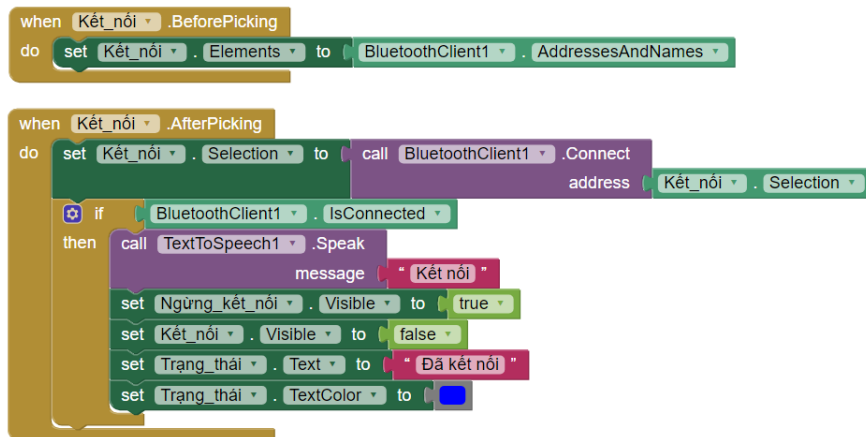 when Kết_nối .BeforePicking
do set Kết_nối . Elements to BluetoothClient1 . AddressesAndNames
when Kết_nối .AfterPicking
do set Kết_nối . Selection to call BluetoothClient1 .Connect
address Kết_nối . Selection
if BluetoothClient1 . IsConnected
then call TextToSpeech1 .Speak
message “ Kết nối ”
set Ngừng_kết_nối . Visible to true
set Kết_nối . Visible to false
set Trạng_thái . Text to “ Đã kết nối ”
set Trạng_thái . TextColor to